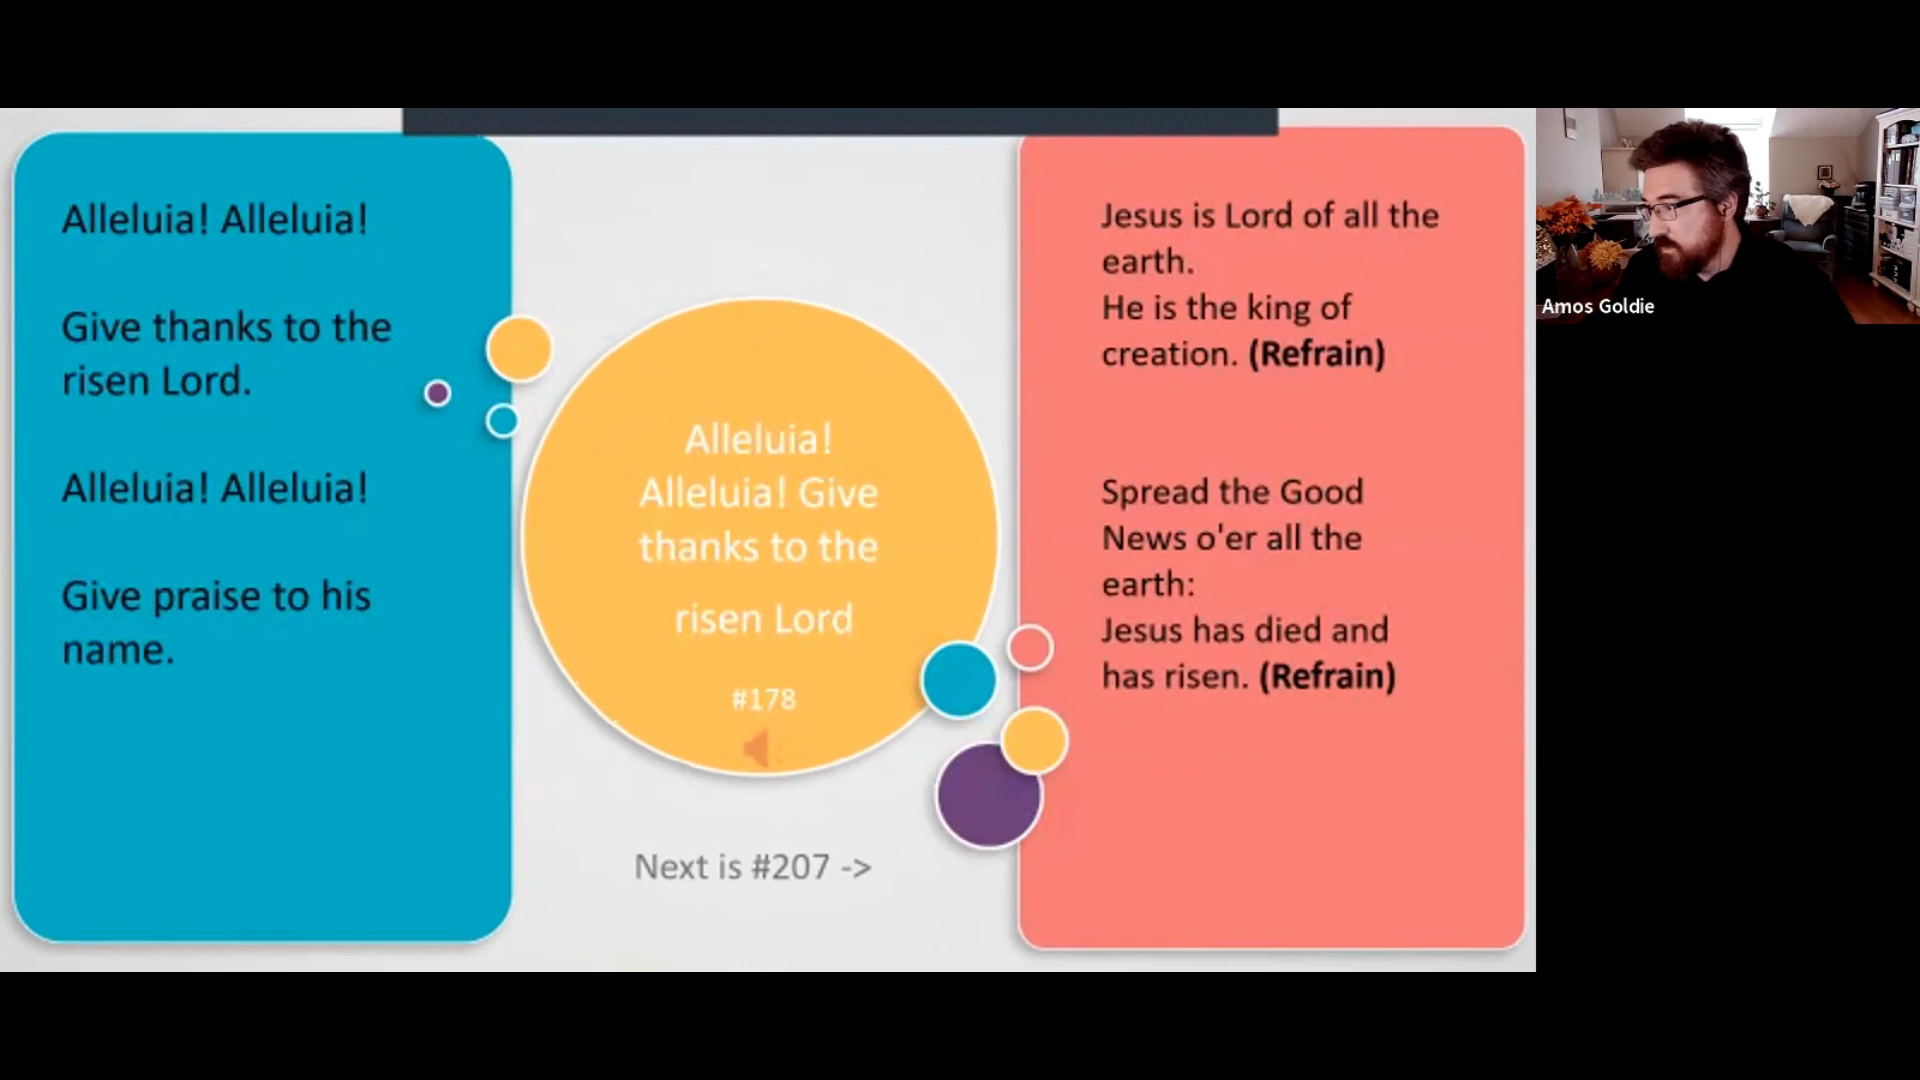 Alleluia! Alleluia!
Give thanks to the
risen Lord.
Alleluia! Alleluia!
Give praise to his
name.
Alleluia!
Alleluia! Give
thanks to the
risen Lord
#178
Next is #207 ->
Jesus is Lord of all the
earth.
He is the king of
creation. (Refrain)
Spread the Good
News o'er all the
earth:
Jesus has died and
has risen. (Refrain)
Amos Goldie